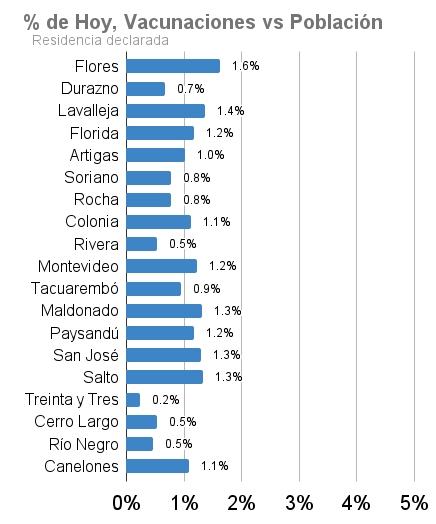 % de Hoy, Vacunaciones vs Población
Residencia declarada
Flores 1.6%
Durazno 0.7%
Lavalleja 1.4%
Florida 1.2%
Artigas 1.0%
Soriano 0.8%
Rocha 0.8%
Colonia 1.1%
Rivera 0.5%
Montevideo 1.2%
Tacuarembó 0.9%
Maldonado 1.3%
Paysandú 1.2%
San José 1.3%
Salto 1.3%
Treinta y Tres 0.2%
Cerro Largo 0.5%
Río Negro 0.5%
Canelones 1.1%
0% 1% 2% 3% 4% 5%